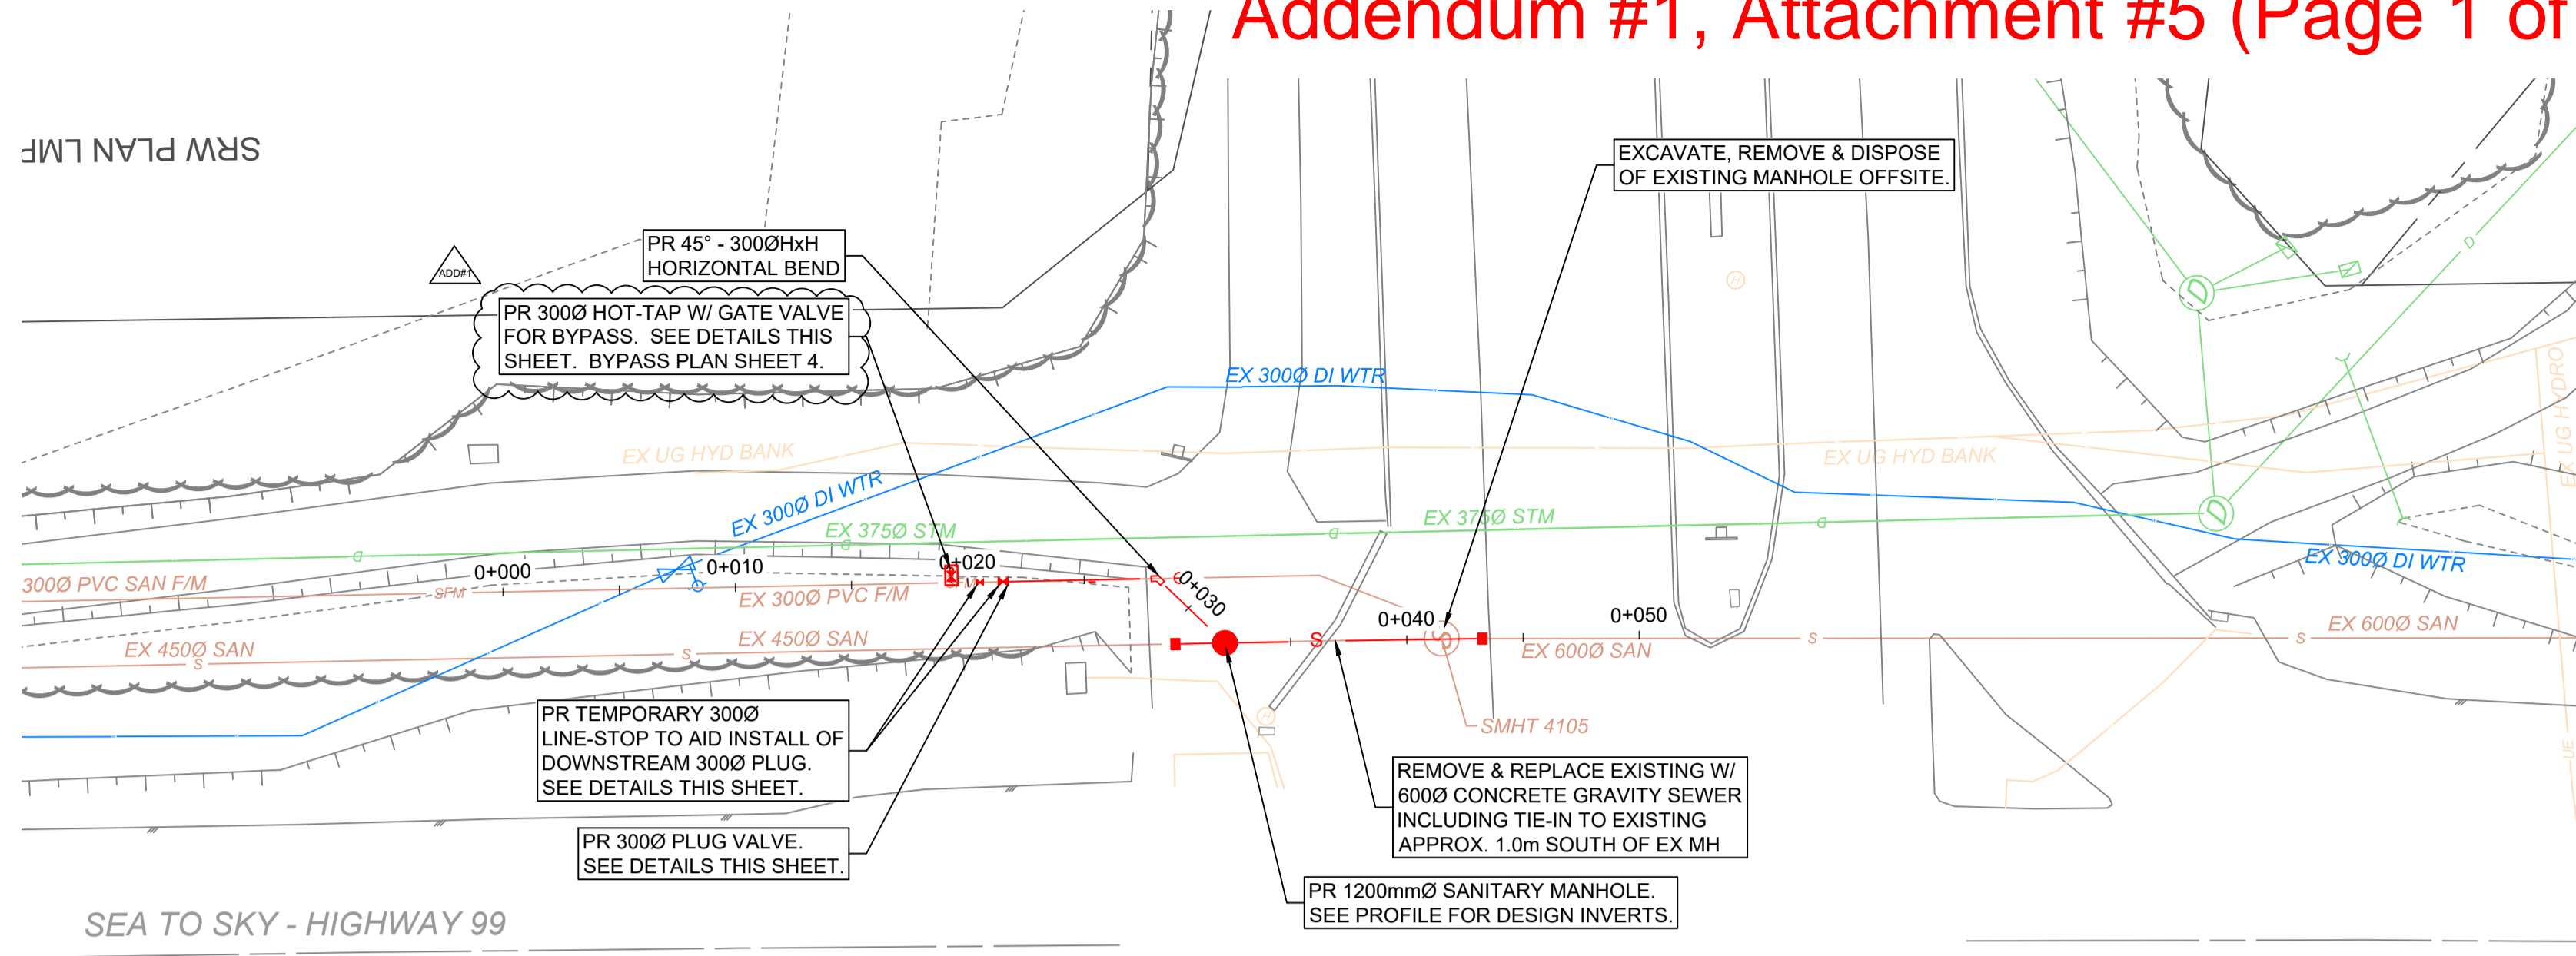 Addendum #1, Attachment #5 (Page 1 of
SRW PLAN LMP
EXCAVATE, REMOVE & DISPOSE
OF EXISTING MANHOLE OFFSITE.
PR 45° - 300ØHxH
HORIZONTAL BEND
ADD#1
PR 300Ø HOT-TAP W/ GATE VALVE
FOR BYPASS. SEE DETAILS THIS
SHEET. BYPASS PLAN SHEET 4.
EX 300Ø DI WTR
EX UG HYD BANK
EX UG HYD BANK
EX UG HYDRO
EX 300Ø DI WTR
EX 375Ø STM
EX 375Ø STM
EX 300Ø DI WTR
300Ø PVC SAN F/M
SFM
0+000
0+010
0+020
0+030
0+040
0+050
EX 300Ø PVC F/M
EX 450Ø SAN
EX 450Ø SAN
EX 600Ø SAN
EX 600Ø SAN
S
S
S
S
S
S
D
D
D
D
D
D
D
H
H
UE
SMHT 4105
PR TEMPORARY 300Ø
LINE-STOP TO AID INSTALL OF
DOWNSTREAM 300Ø PLUG.
SEE DETAILS THIS SHEET.
PR 300Ø PLUG VALVE.
SEE DETAILS THIS SHEET.
REMOVE & REPLACE EXISTING W/
600Ø CONCRETE GRAVITY SEWER
INCLUDING TIE-IN TO EXISTING
APPROX. 1.0m SOUTH OF EX MH
PR 1200mmØ SANITARY MANHOLE.
SEE PROFILE FOR DESIGN INVERTS.
SEA TO SKY - HIGHWAY 99